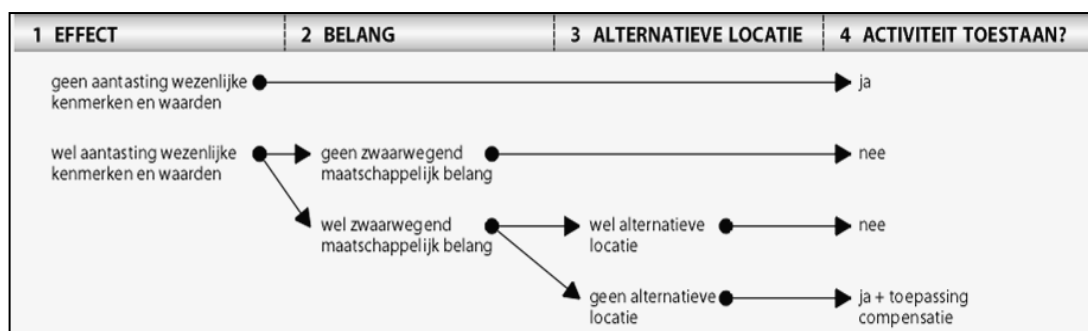 1 EFFECT 2 BELANG 3 ALTERNATIEVE LOCATIE 4 ACTIVITEIT TOESTAAN?
geen aantasting wezenlijke
kenmerken en waarden
ja
wel aantasting wezenlijke
kenmerken en waarden
geen zwaarwegend
maatschappelijk belang
nee
wel zwaarwegend
maatschappelijk belang
wel alternatieve
locatie
nee
geen alternatieve
locatie
ja + toepassing
compensatie